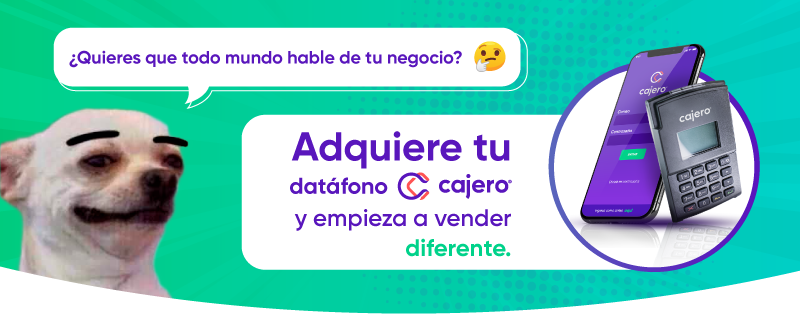 ¿Quieres que todo mundo hable de tu negocio?
Adquiere tu
datáfono cajero®
y empieza a vender
diferente.
cajero
cajero